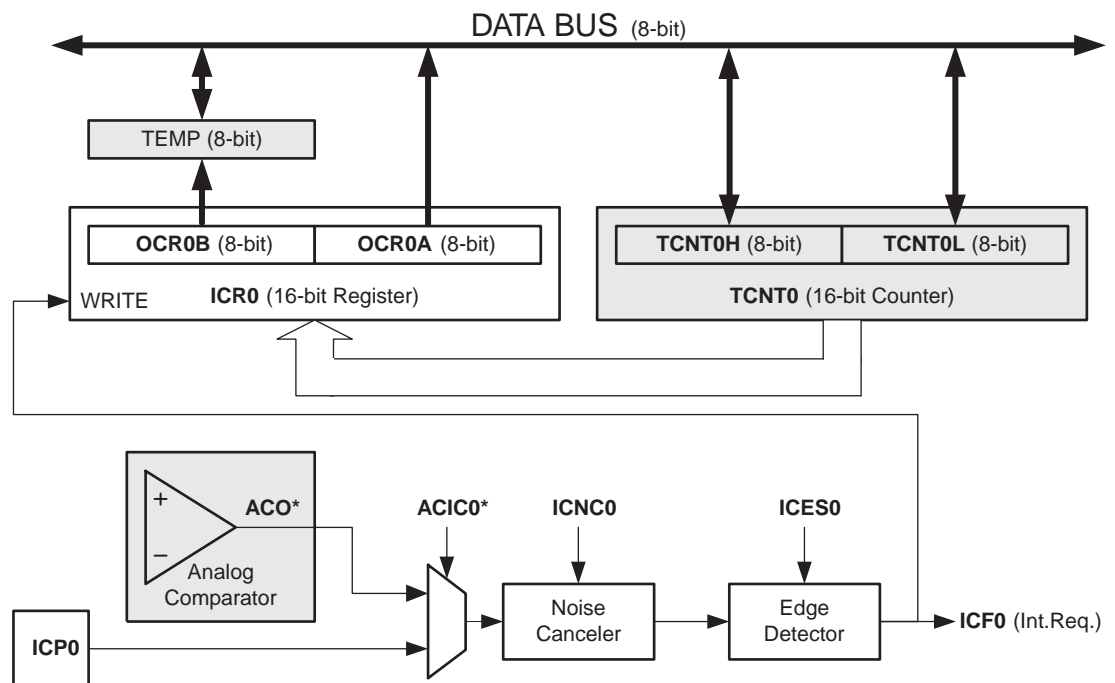 DATA BUS (8-bit)
TEMP (8-bit)
OCR0B (8-bit) OCR0A (8-bit) TCNT0H (8-bit) TCNT0L (8-bit)
WRITE ICR0 (16-bit Register) TCNT0 (16-bit Counter)
+
−
ACO* ACIC0* ICNC0 ICES0
Analog
Comparator
Noise
Canceler
Edge
Detector
ICF0 (Int.Req.)
ICP0